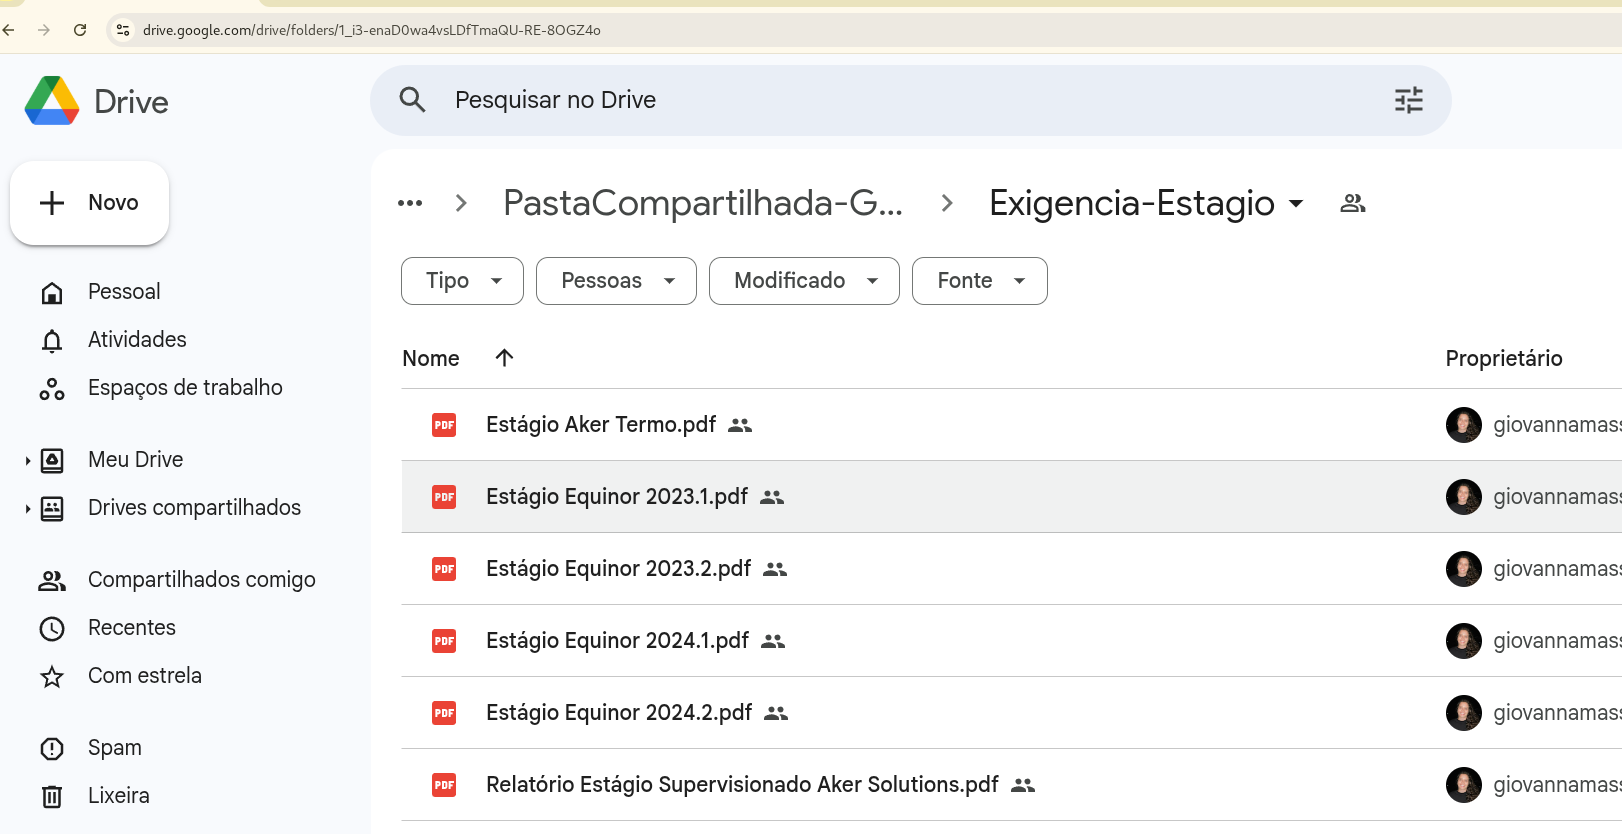 drive.google.com/drive/folders/1_i3-enaD0wa4vsLDfTmaQU-RE-8OGZ4o
Drive
Pesquisar no Drive
Novo
PastaCompartilhada-G...
Exigencia-Estagio
Tipo
Pessoas
Modificado
Fonte
Pessoal
Atividades
Espaços de trabalho
Meu Drive
Drives compartilhados
Compartilhados comigo
Recentes
Com estrela
Spam
Lixeira
Nome
Proprietário
PDF Estágio Aker Termo.pdf giovannamass
PDF Estágio Equinor 2023.1.pdf giovannamass
PDF Estágio Equinor 2023.2.pdf giovannamass
PDF Estágio Equinor 2024.1.pdf giovannamass
PDF Estágio Equinor 2024.2.pdf giovannamass
PDF Relatório Estágio Supervisionado Aker Solutions.pdf giovannamass